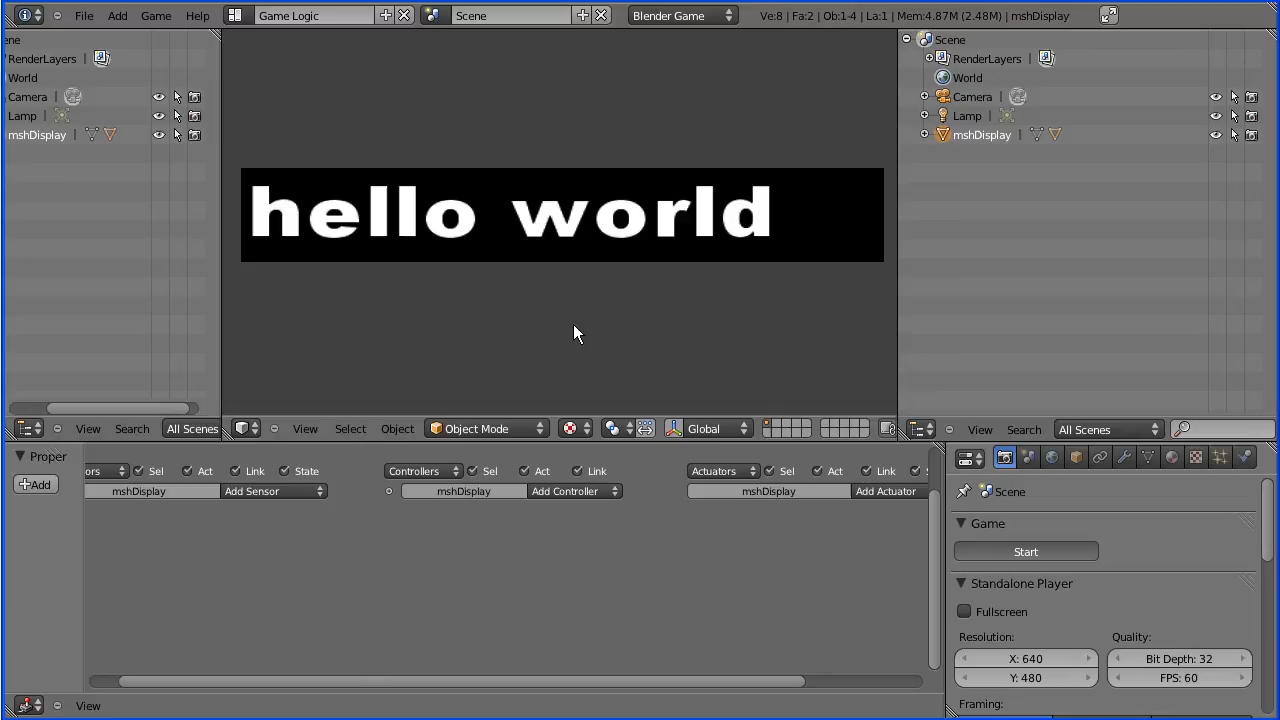 File Add Game Help Game Logic Scene Blender Game Ve:8 | Fa:2 | Ob:1-4 | La:1 | Mem:4.87M (2.48M) | mshDisplay
ene
RenderLayers |
World
Camera |
Lamp |
mshDisplay |
hello world
Scene
RenderLayers |
World
Camera |
Lamp |
mshDisplay |
View Search All Scenes
View Select Object Object Mode Global
View Search All Scenes
Proper
Add
ors Sel Act Link State Controllers Sel Act Link Actuators Sel Act Link S
mshDisplay Add Sensor mshDisplay Add Controller mshDisplay Add Actuator
View
Scene
Game
Start
Standalone Player
Fullscreen
Resolution: Quality:
X: 640 Bit Depth: 32
Y: 480 FPS: 60
Framing: